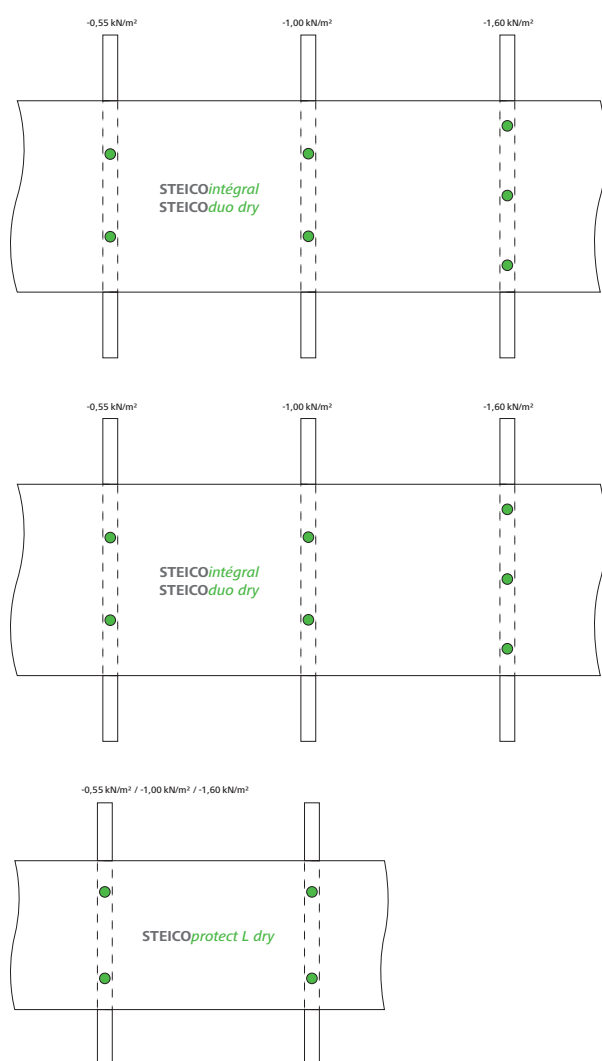 -0,55 kN/m² -1,00 kN/m² -1,60 kN/m²
STEICOintégral
STEICOduo dry
-0,55 kN/m² -1,00 kN/m² -1,60 kN/m²
STEICOintégral
STEICOduo dry
-0,55 kN/m² / -1,00 kN/m² / -1,60 kN/m²
STEICOprotect L dry